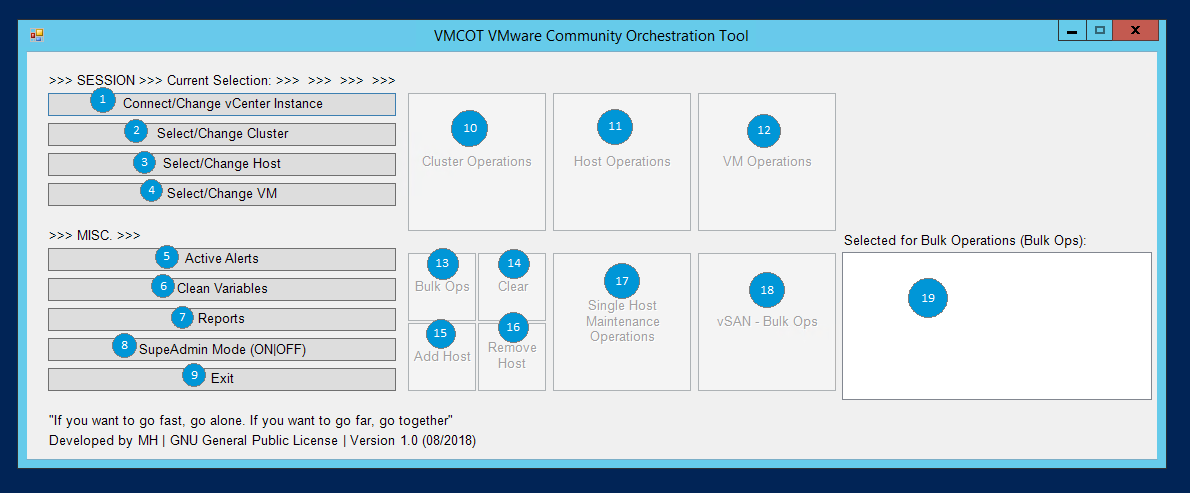 VMCOT VMware Community Orchestration Tool
>>> SESSION >>> Current Selection: >>> >>> >>> >>>
1 Connect/Change vCenter Instance
2 Select/Change Cluster
3 Select/Change Host
4 Select/Change VM
10
Cluster Operations
11
Host Operations
12
VM Operations
>>> MISC. >>>
5 Active Alerts
6 Clean Variables
7 Reports
8 SupeAdmin Mode (ON|OFF)
9 Exit
13
Bulk Ops
14
Clear
15
Add Host
16
Remove
Host
17
Single Host
Maintenance
Operations
18
vSAN - Bulk Ops
Selected for Bulk Operations (Bulk Ops):
19
"If you want to go fast, go alone. If you want to go far, go together"
Developed by MH | GNU General Public License | Version 1.0 (08/2018)